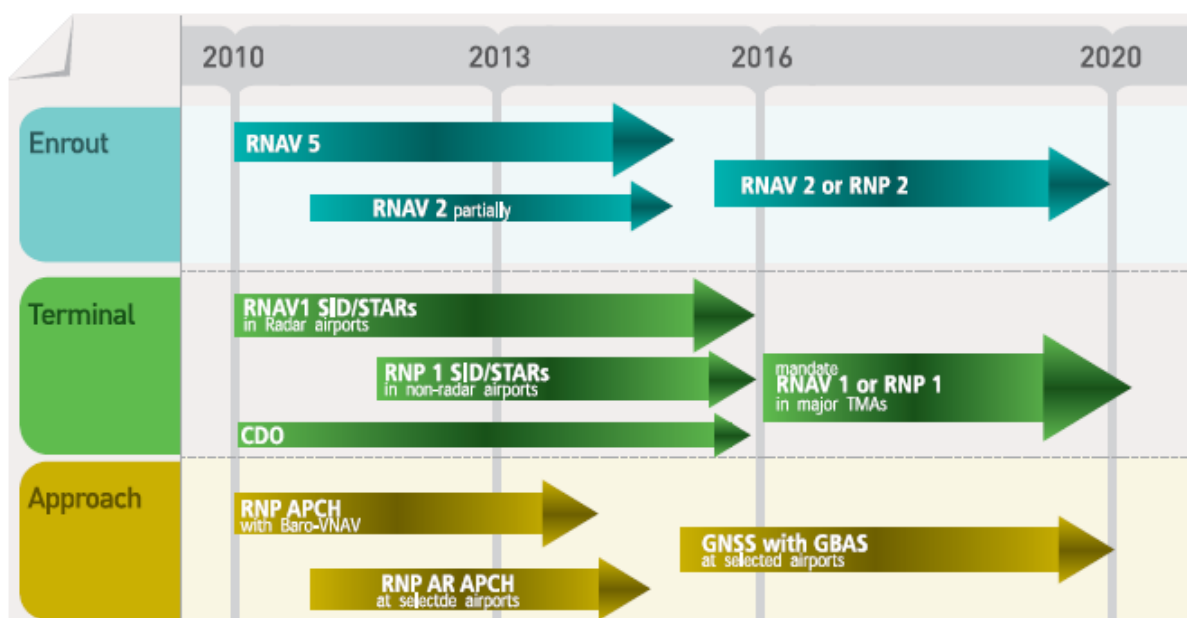 2010 2013 2016 2020
Enrout
RNAV 5
RNAV 2 partially
RNAV 2 or RNP 2
Terminal
RNAV1 SID/STARs
in Radar airports
RNP 1 SID/STARs
in non-radar airports
CDO
mandate
RNAV 1 or RNP 1
in major TMAs
Approach
RNP APCH
with Baro-VNAV
RNP AR APCH
at selectde airports
GNSS with GBAS
at selected airports